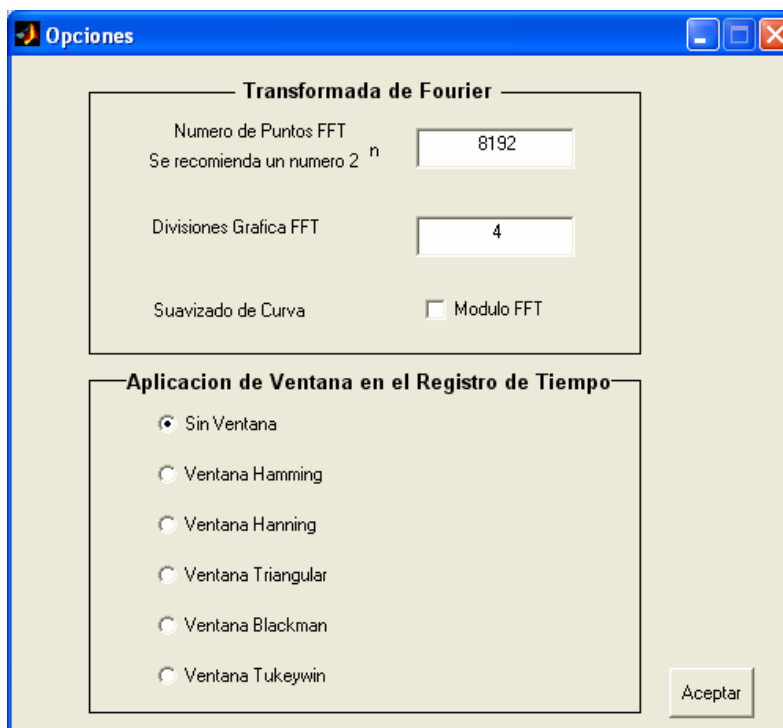 Opciones
Transformada de Fourier
Numero de Puntos FFT
Se recomienda un numero 2 n
8192
Divisiones Grafica FFT
4
Suavizado de Curva
Modulo FFT
Aplicacion de Ventana en el Registro de Tiempo
Sin Ventana
Ventana Hamming
Ventana Hanning
Ventana Triangular
Ventana Blackman
Ventana Tukeywin
Aceptar